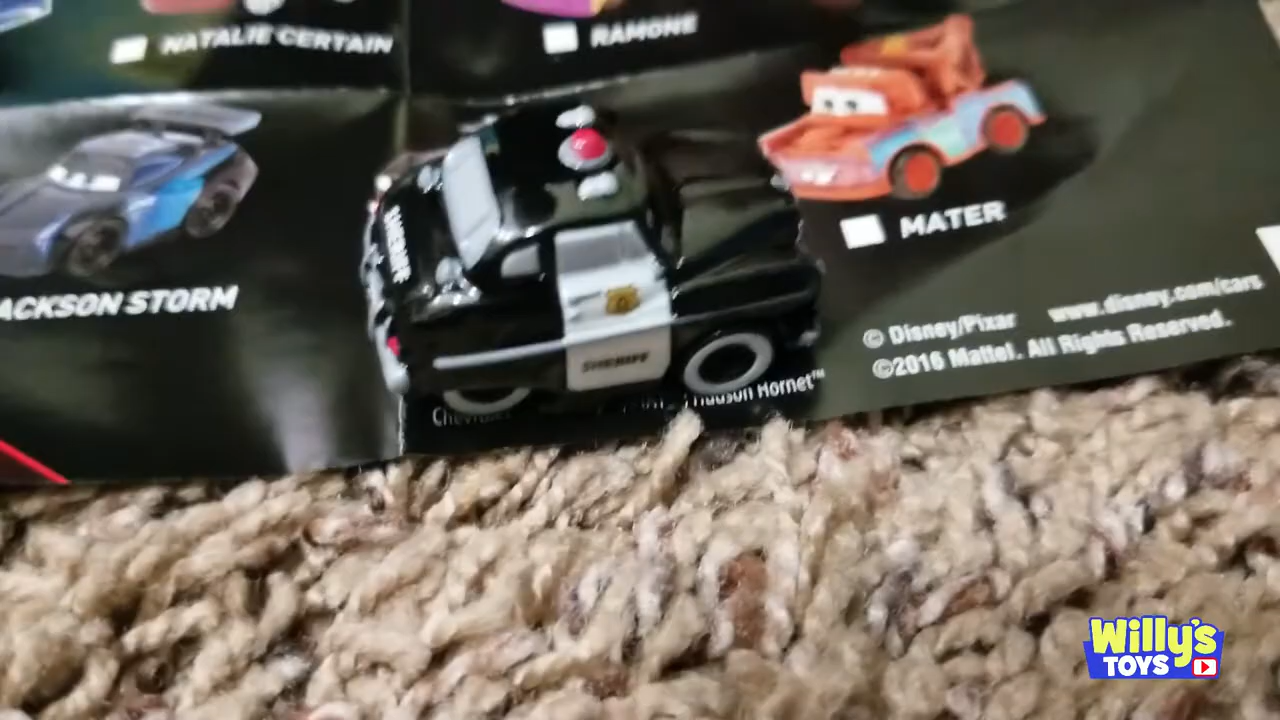 NATALIE CERTAIN
RAMONE
ACKSON STORM
MATER
SHERIFF
SHERIFF
© Disney/Pixar www.disney.com/cars
©2016 Mattel. All Rights Reserved.
Hudson Hornet™
Willy's
TOYS